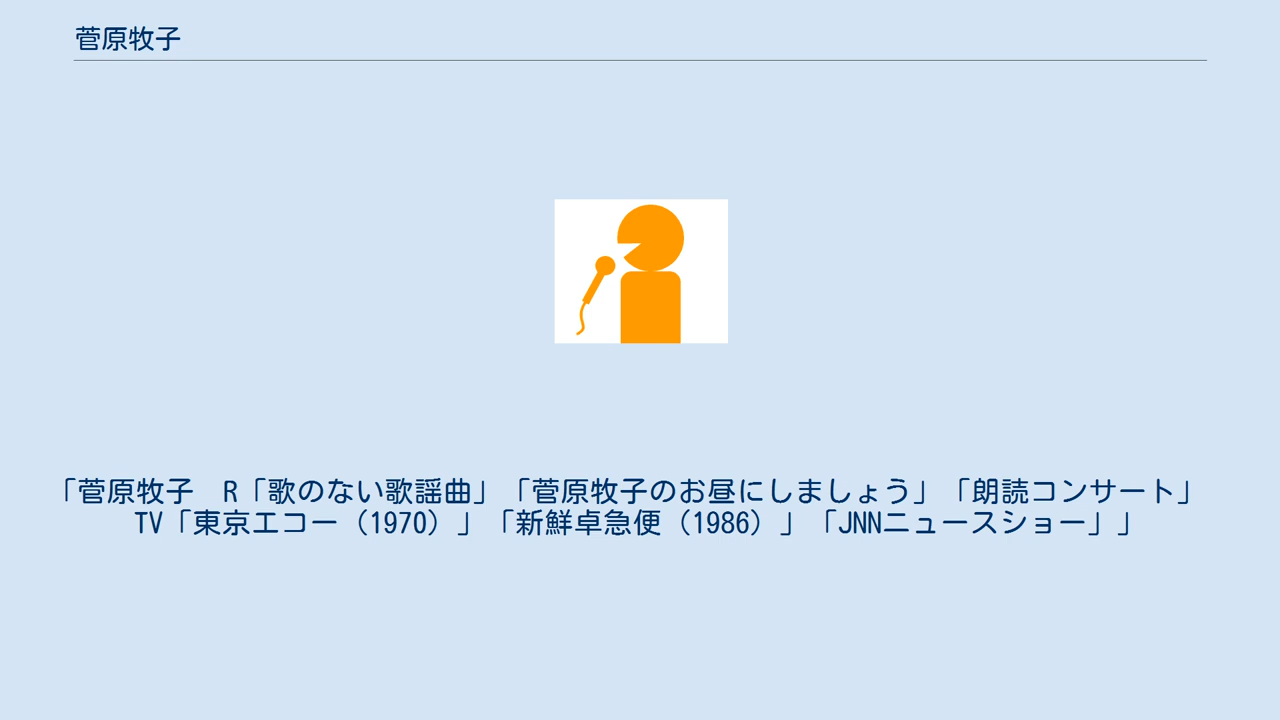 菅原牧子
「菅原牧子　R「歌のない歌謡曲」「菅原牧子のお昼にしましょう」「朗読コンサート」
TV「東京エコー（1970）」「新鮮卓急便（1986）」「JNNニュースショー」」